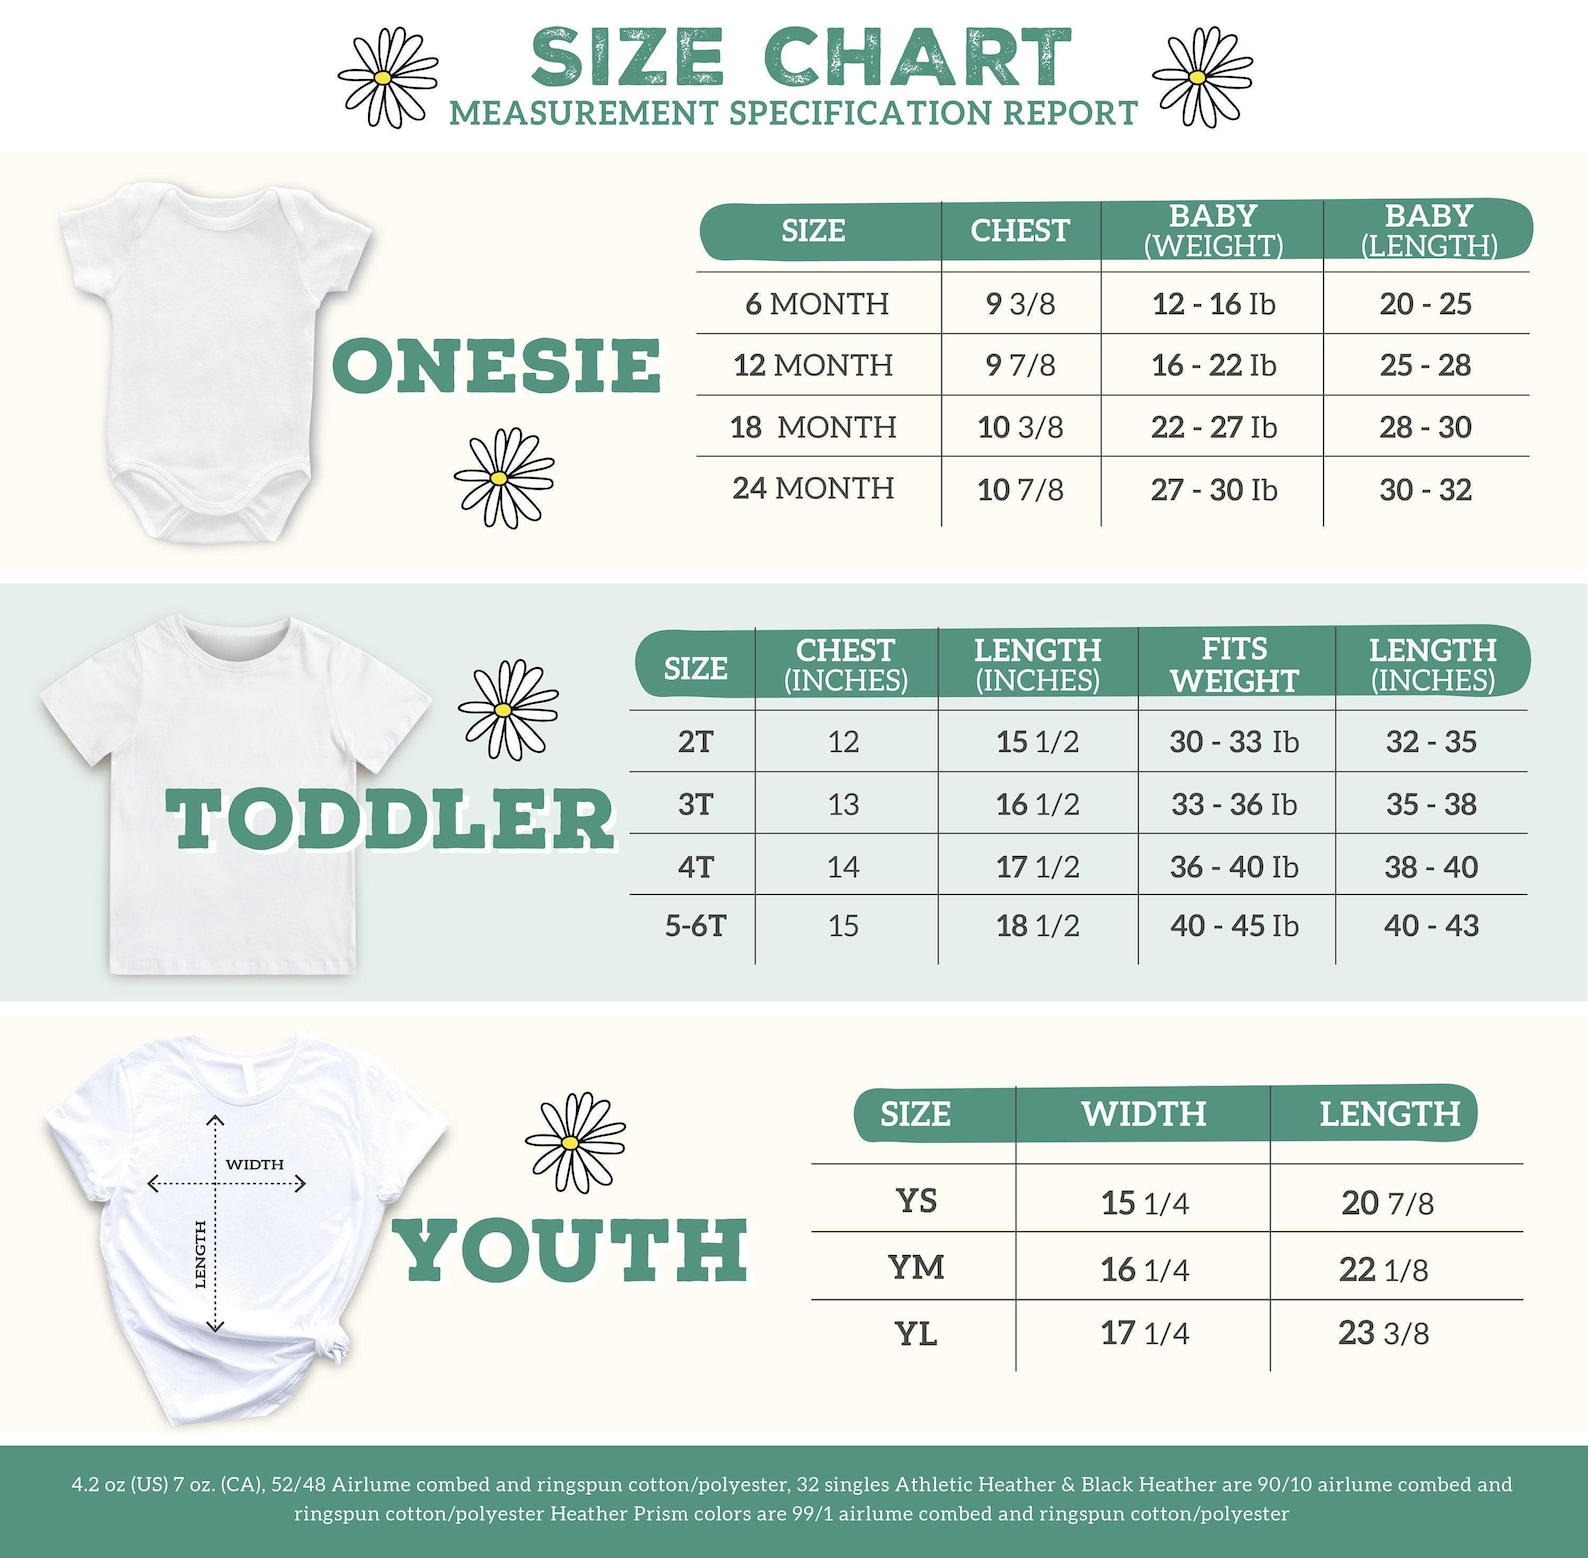 SIZE CHART
MEASUREMENT SPECIFICATION REPORT
ONESIE
SIZE CHEST BABY (WEIGHT) BABY (LENGTH)
6 MONTH 9 3/8 12 - 16 Ib 20 - 25
12 MONTH 9 7/8 16 - 22 Ib 25 - 28
18 MONTH 10 3/8 22 - 27 Ib 28 - 30
24 MONTH 10 7/8 27 - 30 Ib 30 - 32
TODDLER
SIZE CHEST (INCHES) LENGTH (INCHES) FITS WEIGHT LENGTH (INCHES)
2T 12 15 1/2 30 - 33 Ib 32 - 35
3T 13 16 1/2 33 - 36 Ib 35 - 38
4T 14 17 1/2 36 - 40 Ib 38 - 40
5-6T 15 18 1/2 40 - 45 Ib 40 - 43
WIDTH
LENGTH
YOUTH
SIZE WIDTH LENGTH
YS 15 1/4 20 7/8
YM 16 1/4 22 1/8
YL 17 1/4 23 3/8
4.2 oz (US) 7 oz. (CA), 52/48 Airlume combed and ringspun cotton/polyester, 32 singles Athletic Heather & Black Heather are 90/10 airlume combed and
ringspun cotton/polyester Heather Prism colors are 99/1 airlume combed and ringspun cotton/polyester